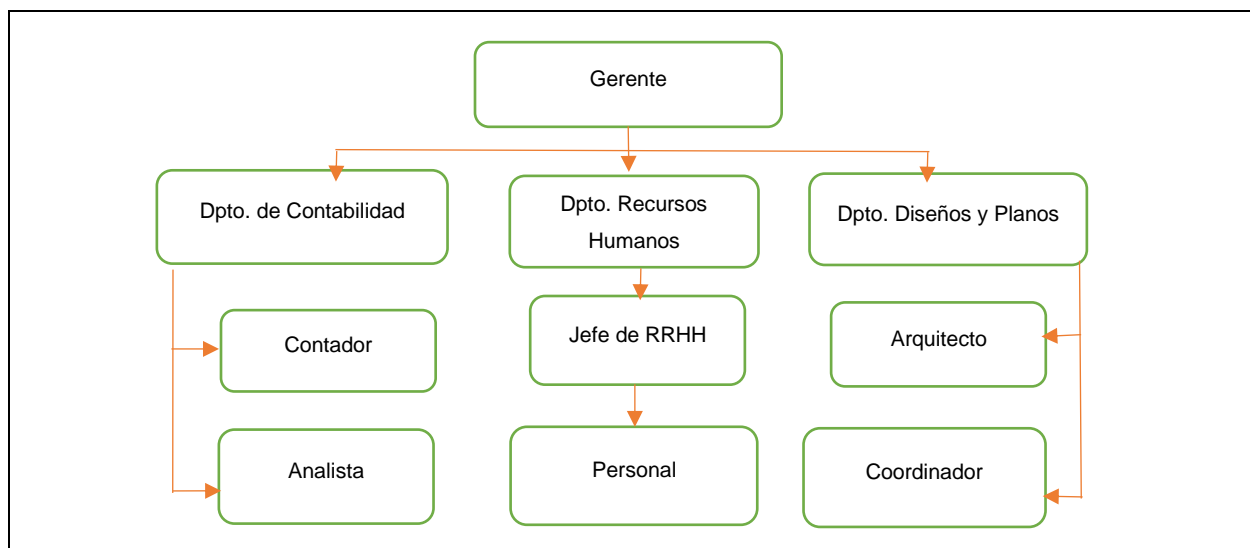 Gerente
Dpto. de Contabilidad
Dpto. Recursos
Humanos
Dpto. Diseños y Planos
Contador
Jefe de RRHH
Arquitecto
Analista
Personal
Coordinador